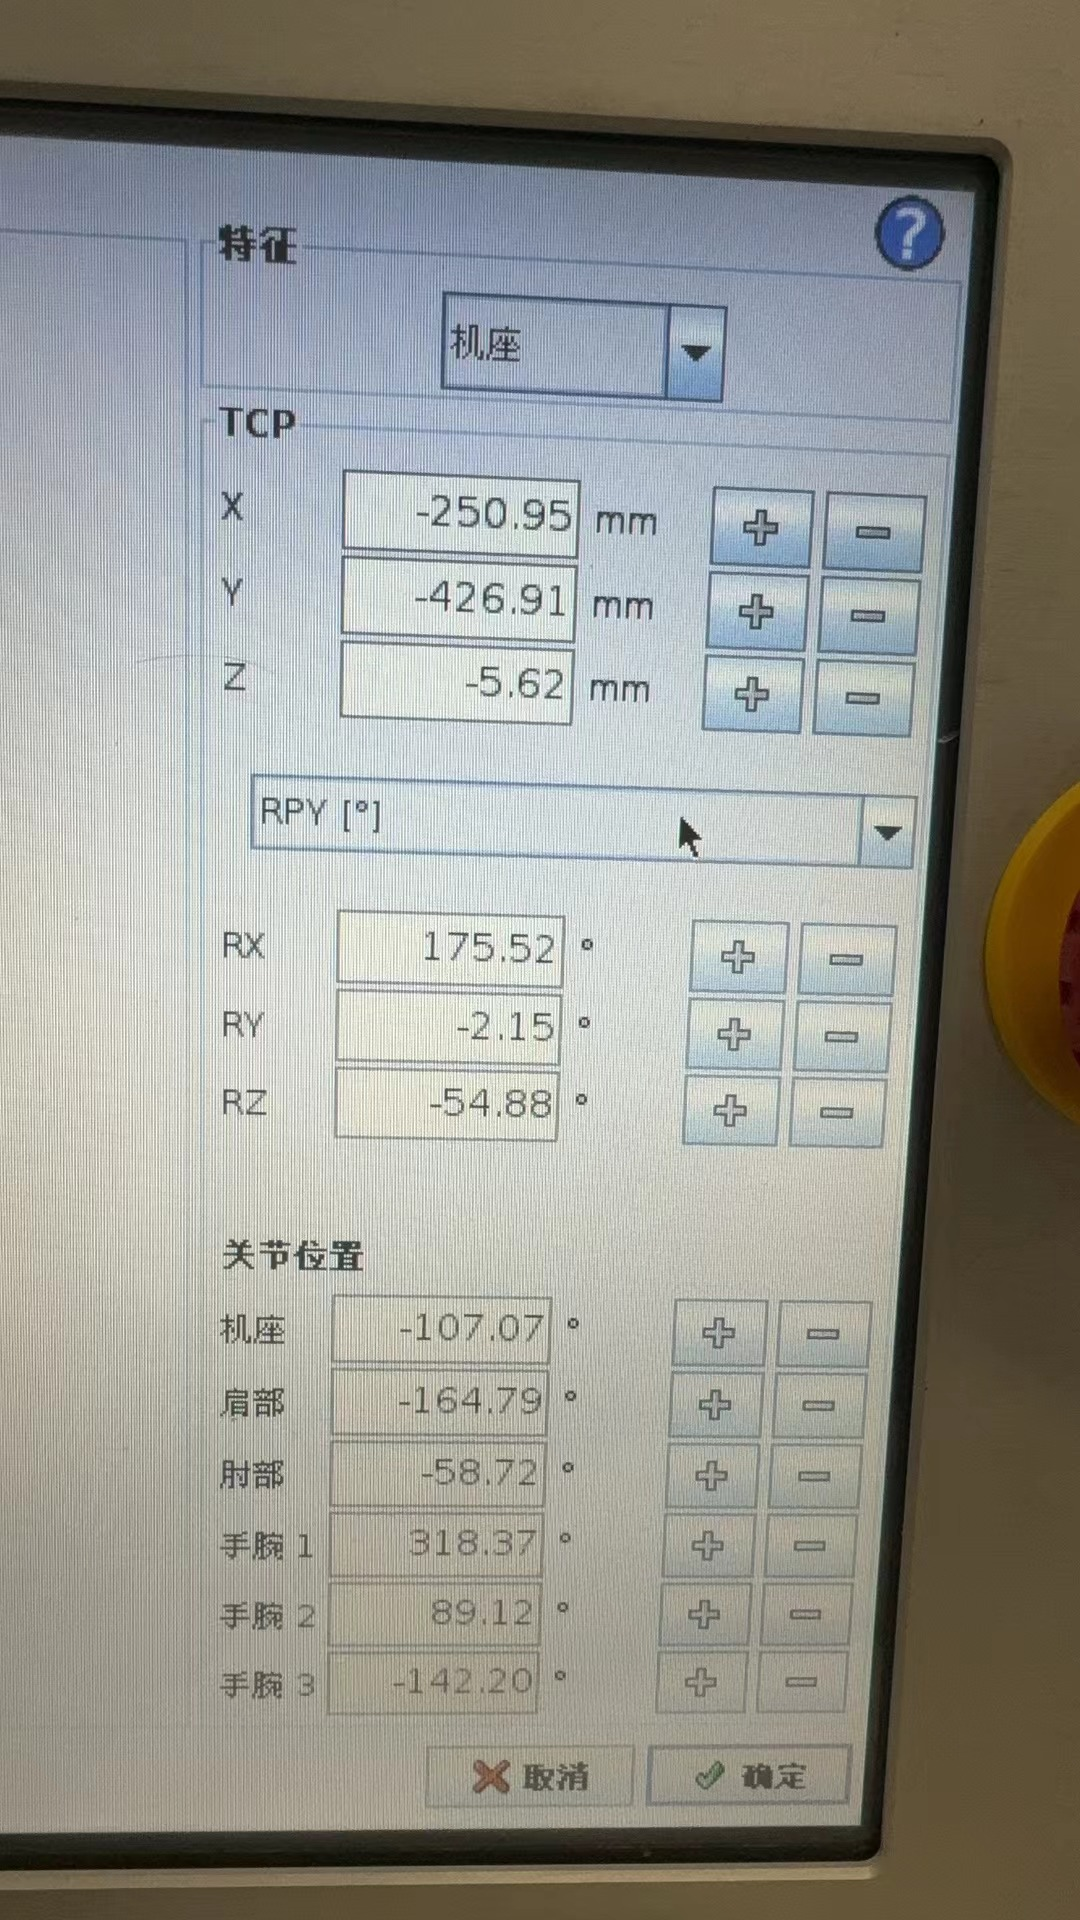 特征
?
机座
TCP
X -250.95 mm
Y -426.91 mm
Z -5.62 mm
RPY [°]
RX 175.52 °
RY -2.15 °
RZ -54.88 °
关节位置
机座 -107.07 °
肩部 -164.79 °
肘部 -58.72 °
手腕 1 318.37 °
手腕 2 89.12 °
手腕 3 -142.20 °
取消 确定